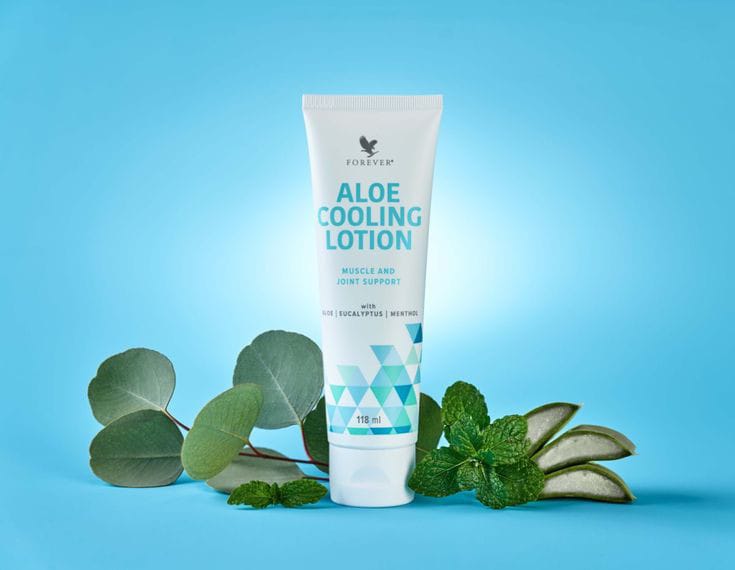 FOREVER®
ALOE
COOLING
LOTION
MUSCLE AND
JOINT SUPPORT
with
ALOE | EUCALYPTUS | MENTHOL
118 ml